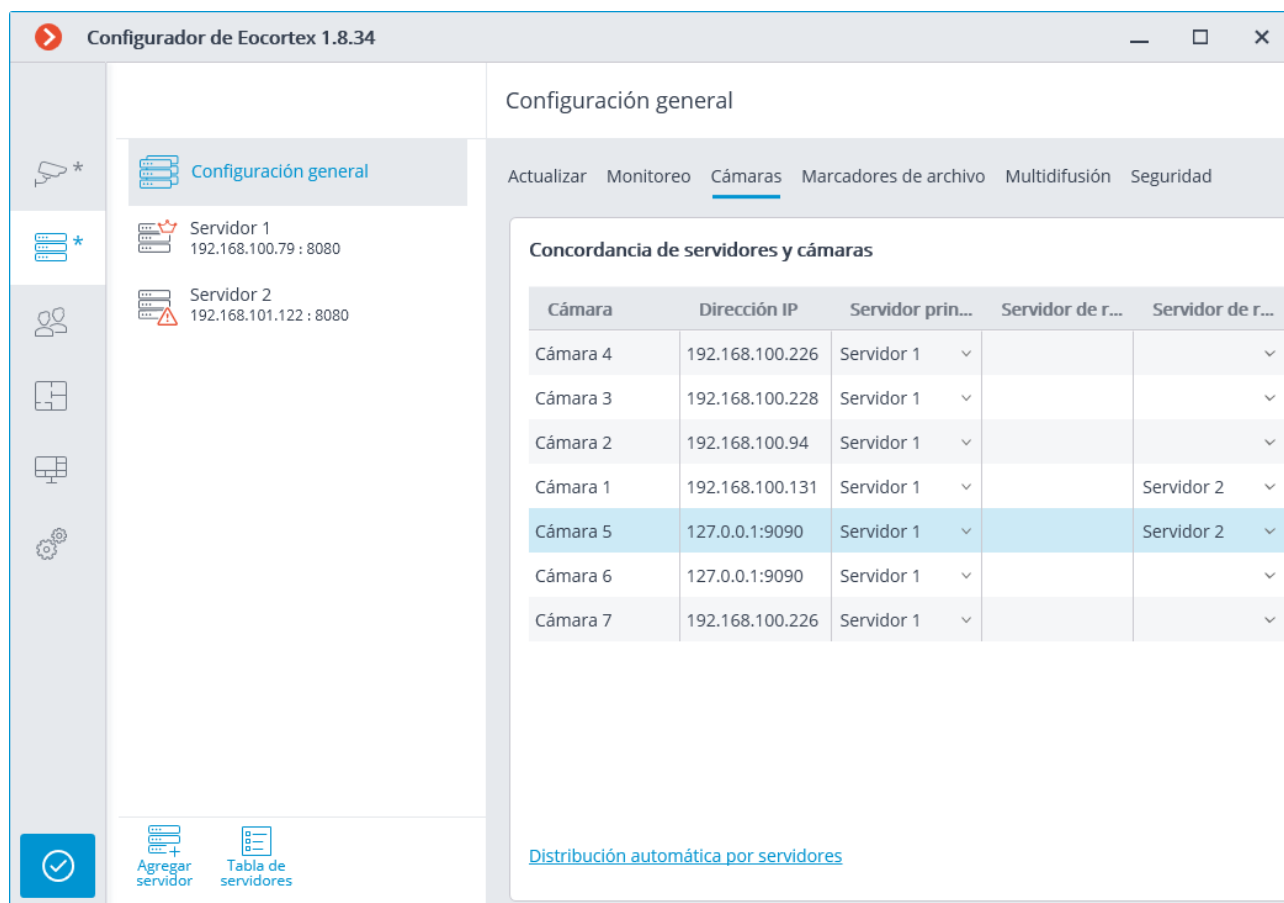 Configurador de Eocortex 1.8.34
Configuración general
Configuración general
Servidor 1
192.168.100.79 : 8080
Servidor 2
192.168.101.122 : 8080
Actualizar Monitoreo Cámaras Marcadores de archivo Multidifusión Seguridad
Concordancia de servidores y cámaras
Cámara Dirección IP Servidor prin... Servidor de r... Servidor de r...
Cámara 4 192.168.100.226 Servidor 1
Cámara 3 192.168.100.228 Servidor 1
Cámara 2 192.168.100.94 Servidor 1
Cámara 1 192.168.100.131 Servidor 1 Servidor 2
Cámara 5 127.0.0.1:9090 Servidor 1 Servidor 2
Cámara 6 127.0.0.1:9090 Servidor 1
Cámara 7 192.168.100.226 Servidor 1
Distribución automática por servidores
Agregar servidor
Tabla de servidores